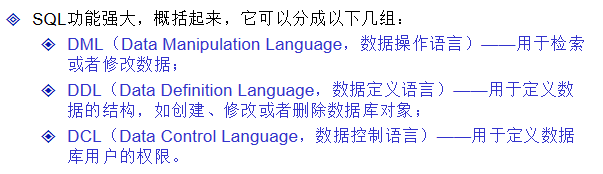 SQL功能强大，概括起来，它可以分成以下几组：
DML（Data Manipulation Language，数据操作语言）——用于检索
或者修改数据；
DDL（Data Definition Language，数据定义语言）——用于定义数
据的结构，如创建、修改或者删除数据库对象；
DCL（Data Control Language，数据控制语言）——用于定义数据
库用户的权限。